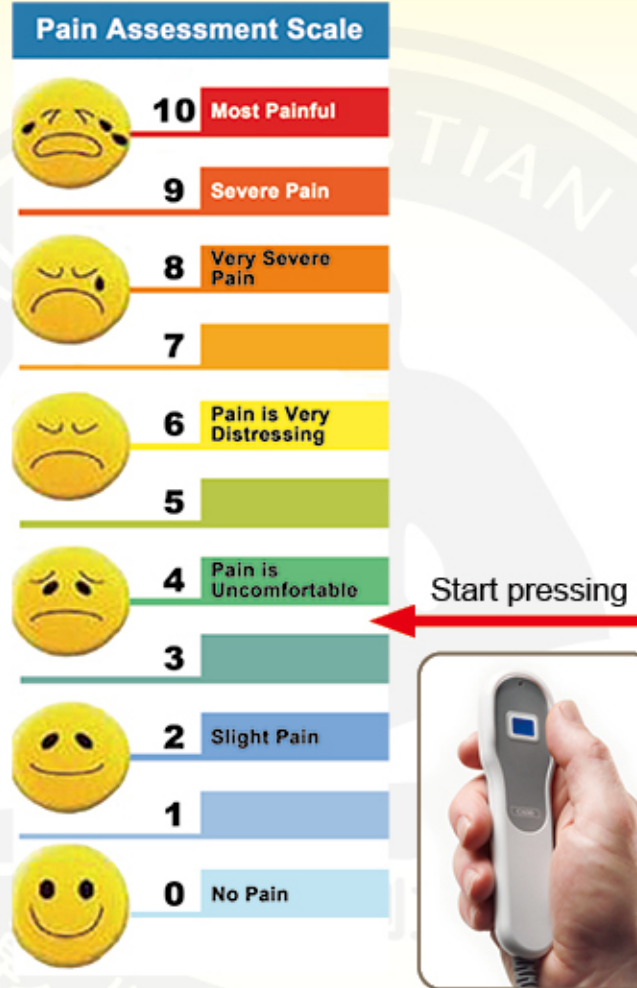 Pain Assessment Scale
10 Most Painful
9 Severe Pain
8 Very Severe
Pain
7
6 Pain is Very
Distressing
5
4 Pain is
Uncomfortable
Start pressing
3
2 Slight Pain
1
0 No Pain
TIAN